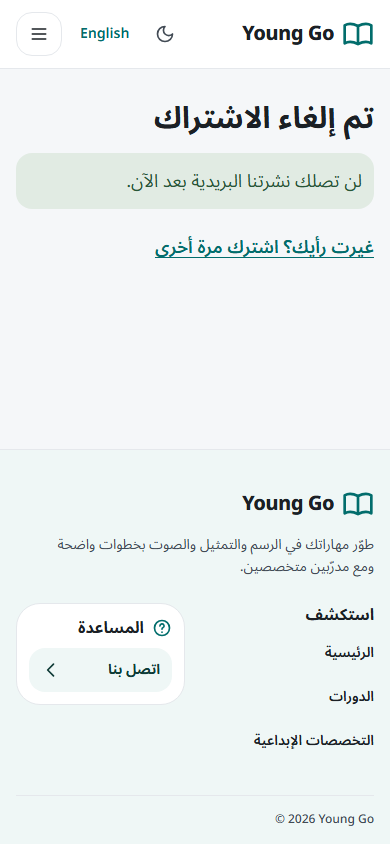 Young Go
English
تم إلغاء الاشتراك
لن تصلك نشرتنا البريدية بعد الآن.
غيرت رأيك؟ اشترك مرة أخرى
Young Go
طوّر مهاراتك في الرسم والتمثيل والصوت بخطوات واضحة
ومع مدرّبين متخصصين.
استكشف
الرئيسية
الدورات
التخصصات الإبداعية
المساعدة
اتصل بنا
© 2026 Young Go